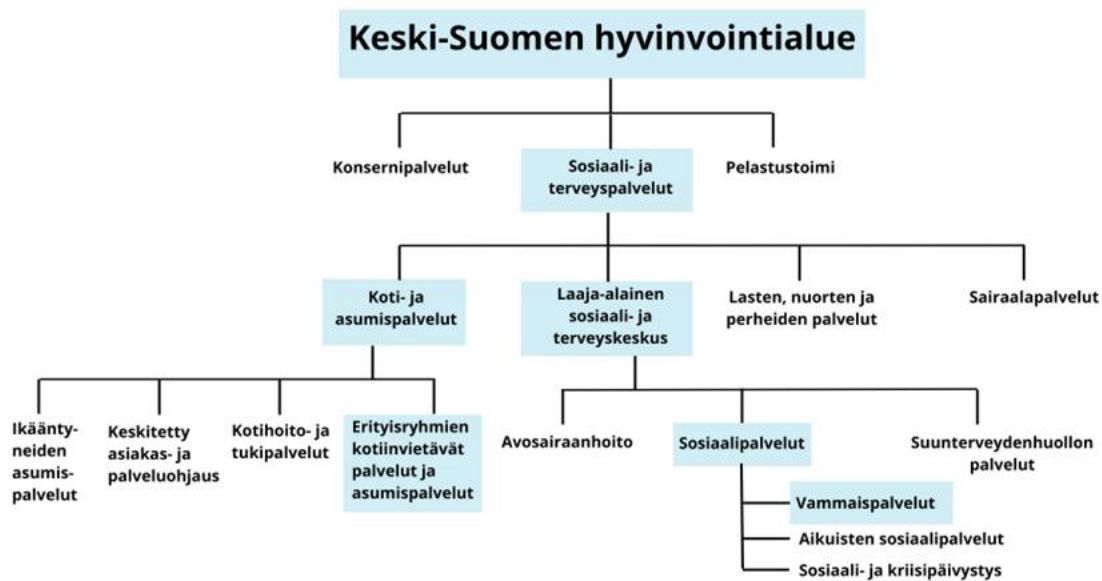 Keski-Suomen hyvinvointialue
Konsernipalvelut
Sosiaali- ja
terveyspalvelut
Pelastustoimi
Koti- ja
asumispalvelut
Laaja-alainen
sosiaali- ja
terveyskeskus
Lasten, nuorten ja
perheiden palvelut
Sairaalapalvelut
Ikäänty-
neiden
asumis-
palvelut
Keskitetty
asiakas- ja
palveluohjaus
Kotihoito- ja
tukipalvelut
Erityisryhmien
kotiinvietävät
palvelut ja
asumispalvelut
Avosairaanhoito
Sosiaalipalvelut
Suunterveydenhuollon
palvelut
Vammaispalvelut
Aikuisten sosiaalipalvelut
Sosiaali- ja kriisipäivystys